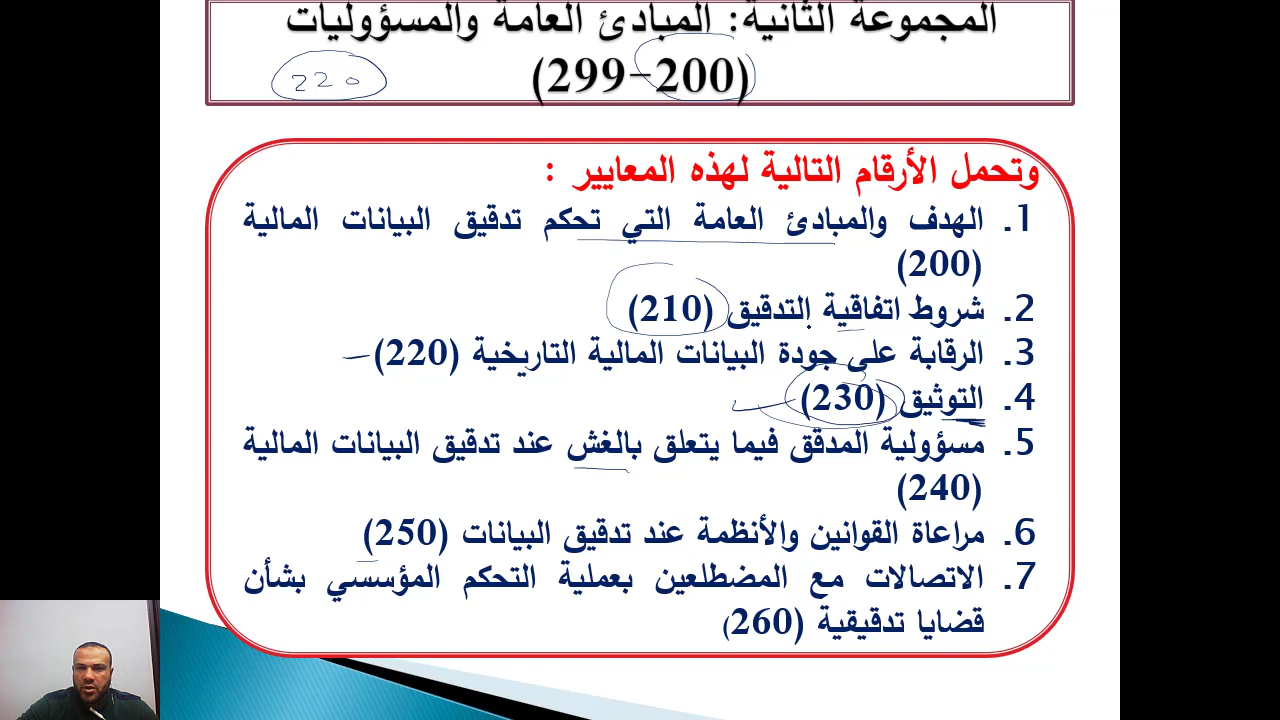 المجموعة الثانية: المبادئ العامة والمسؤوليات
(200-299)
220
وتحمل الأرقام التالية لهذه المعايير :
1. الهدف والمبادئ العامة التي تحكم تدقيق البيانات المالية
(200)
2. شروط اتفاقية التدقيق (210)
3. الرقابة على جودة البيانات المالية التاريخية (220)
4. التوثيق (230)
5. مسؤولية المدقق فيما يتعلق بالغش عند تدقيق البيانات المالية
(240)
6. مراعاة القوانين والأنظمة عند تدقيق البيانات (250)
7. الاتصالات مع المضطلعين بعملية التحكم المؤسسي بشأن
قضايا تدقيقية (260)